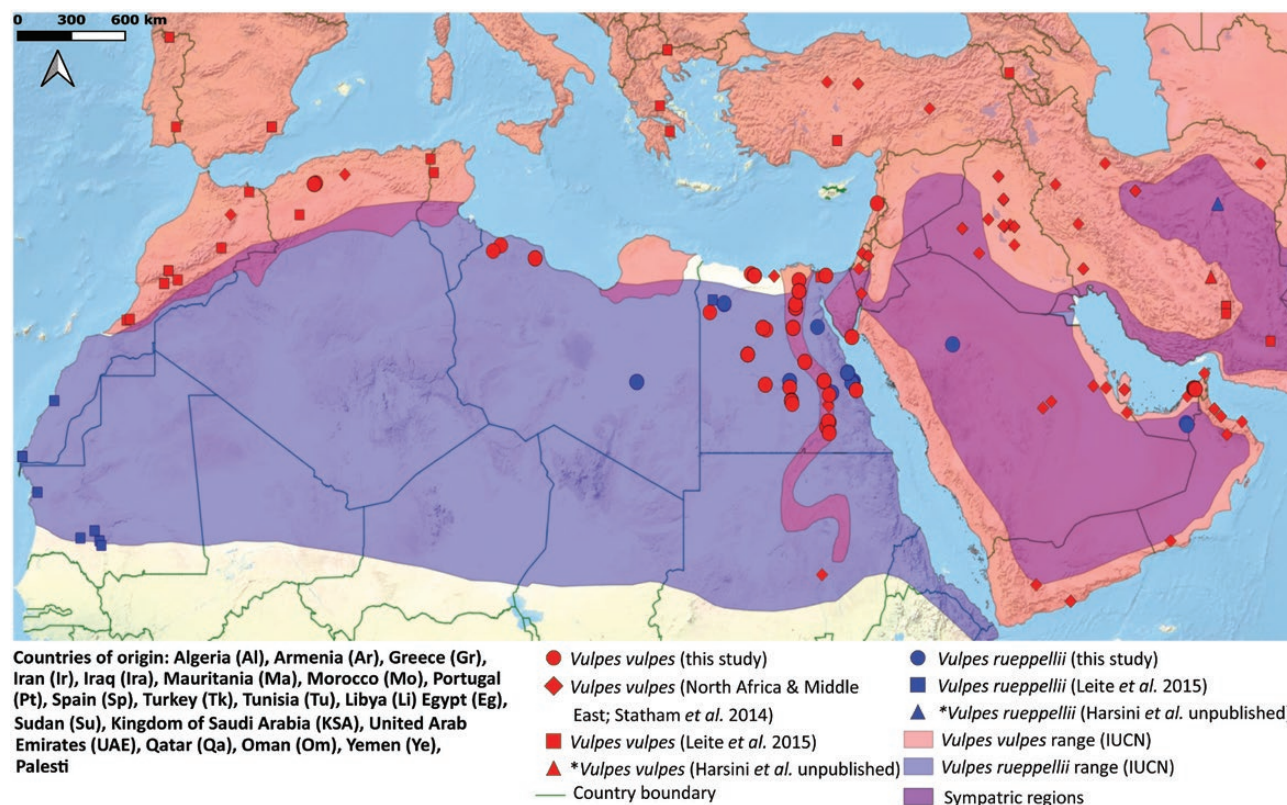 0 300 600 km
Countries of origin: Algeria (Al), Armenia (Ar), Greece (Gr),
Iran (Ir), Iraq (Ira), Mauritania (Ma), Morocco (Mo), Portugal
(Pt), Spain (Sp), Turkey (Tk), Tunisia (Tu), Libya (Li) Egypt (Eg),
Sudan (Su), Kingdom of Saudi Arabia (KSA), United Arab
Emirates (UAE), Qatar (Qa), Oman (Om), Yemen (Ye),
Palesti
Vulpes vulpes (this study)
Vulpes vulpes (North Africa & Middle
East; Statham et al. 2014)
Vulpes vulpes (Leite et al. 2015)
*Vulpes vulpes (Harsini et al. unpublished)
Country boundary
Vulpes rueppellii (this study)
Vulpes rueppellii (Leite et al. 2015)
*Vulpes rueppellii (Harsini et al. unpublished)
Vulpes vulpes range (IUCN)
Vulpes rueppellii range (IUCN)
Sympatric regions